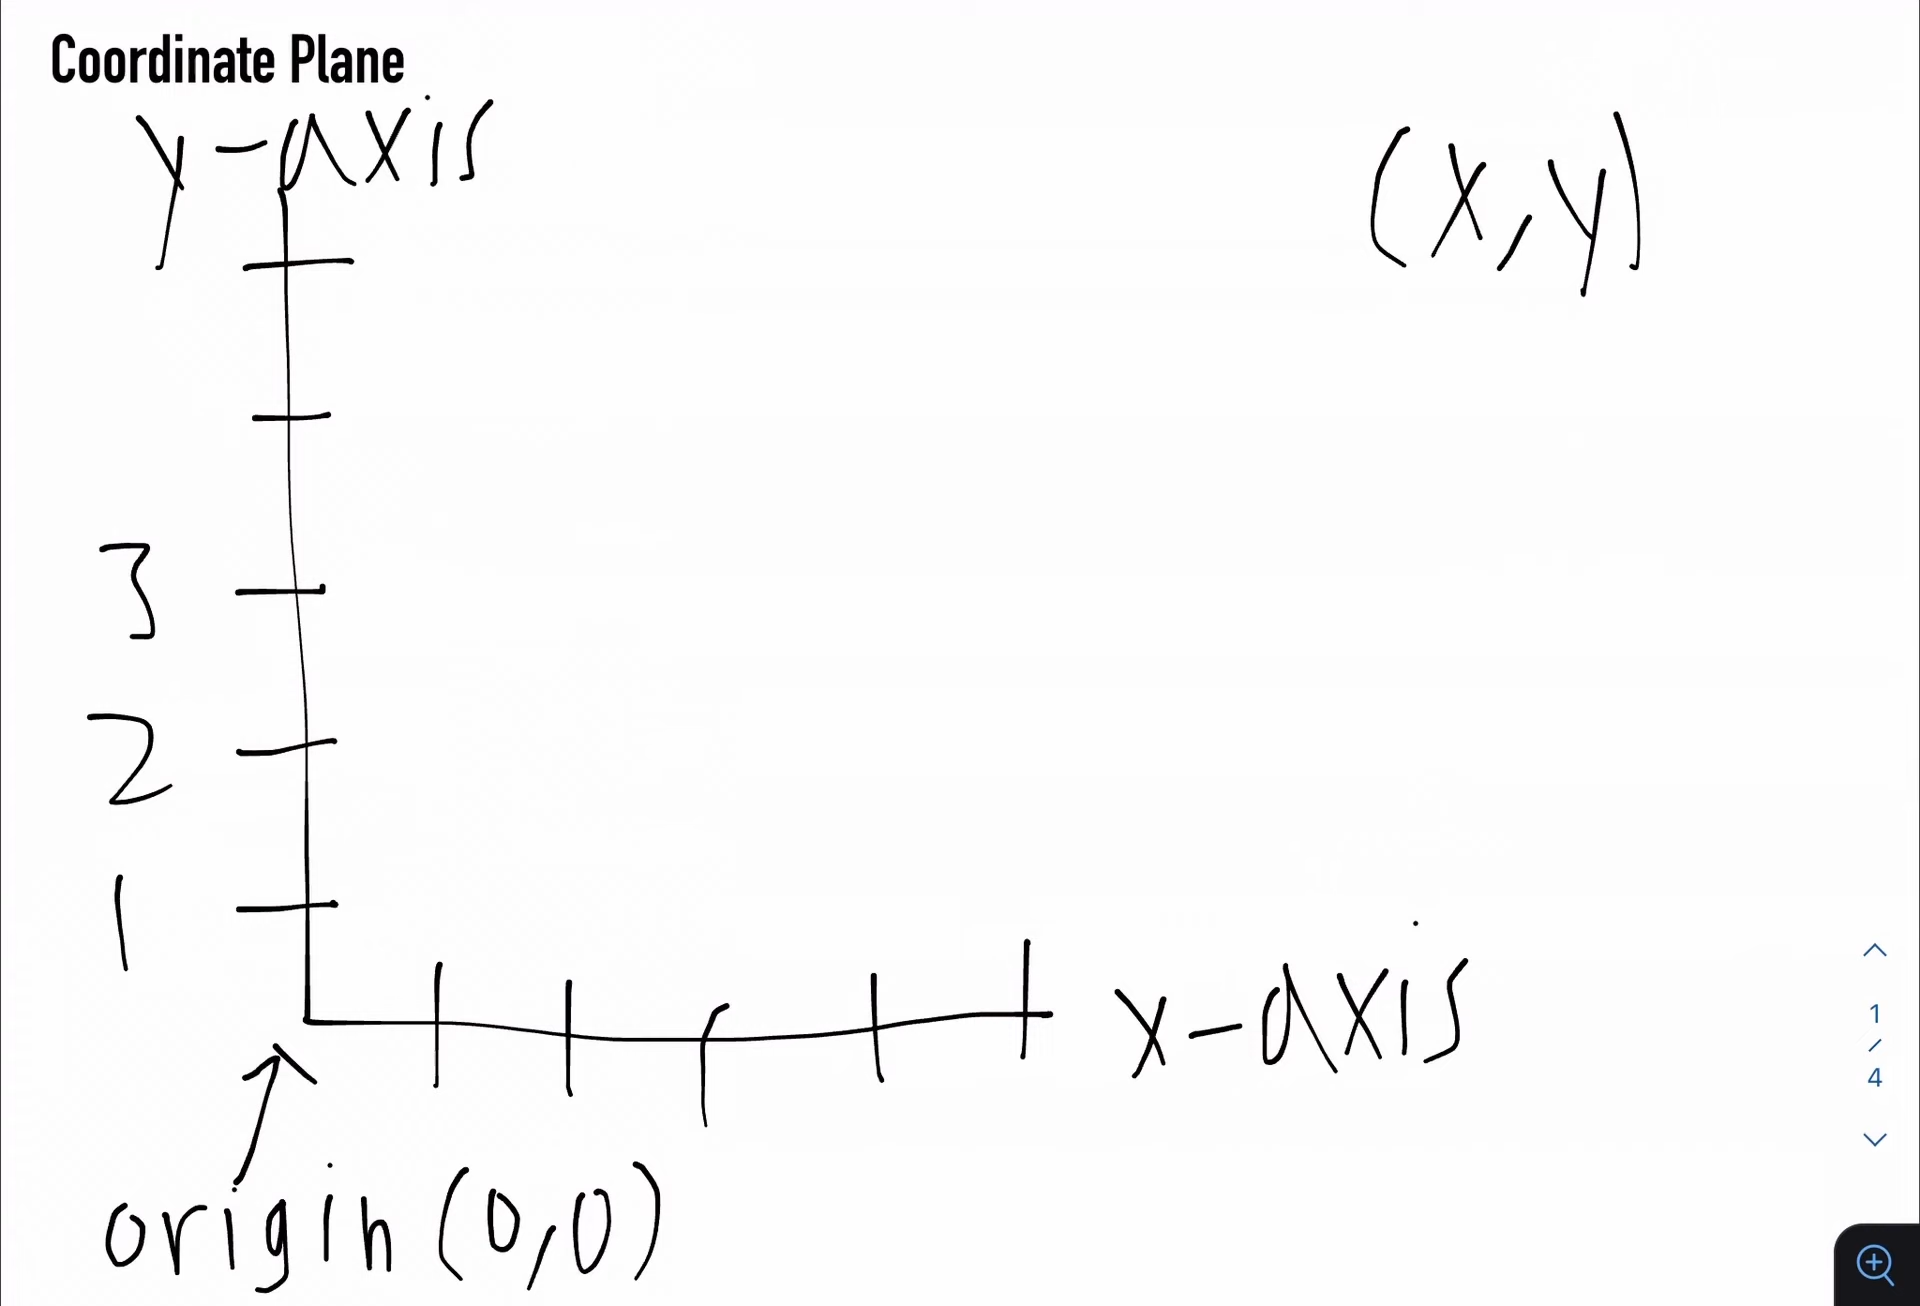 Coordinate Plane
y-axis
(x,y)
3
2
1
x-axis
origin (0,0)
1
/
4